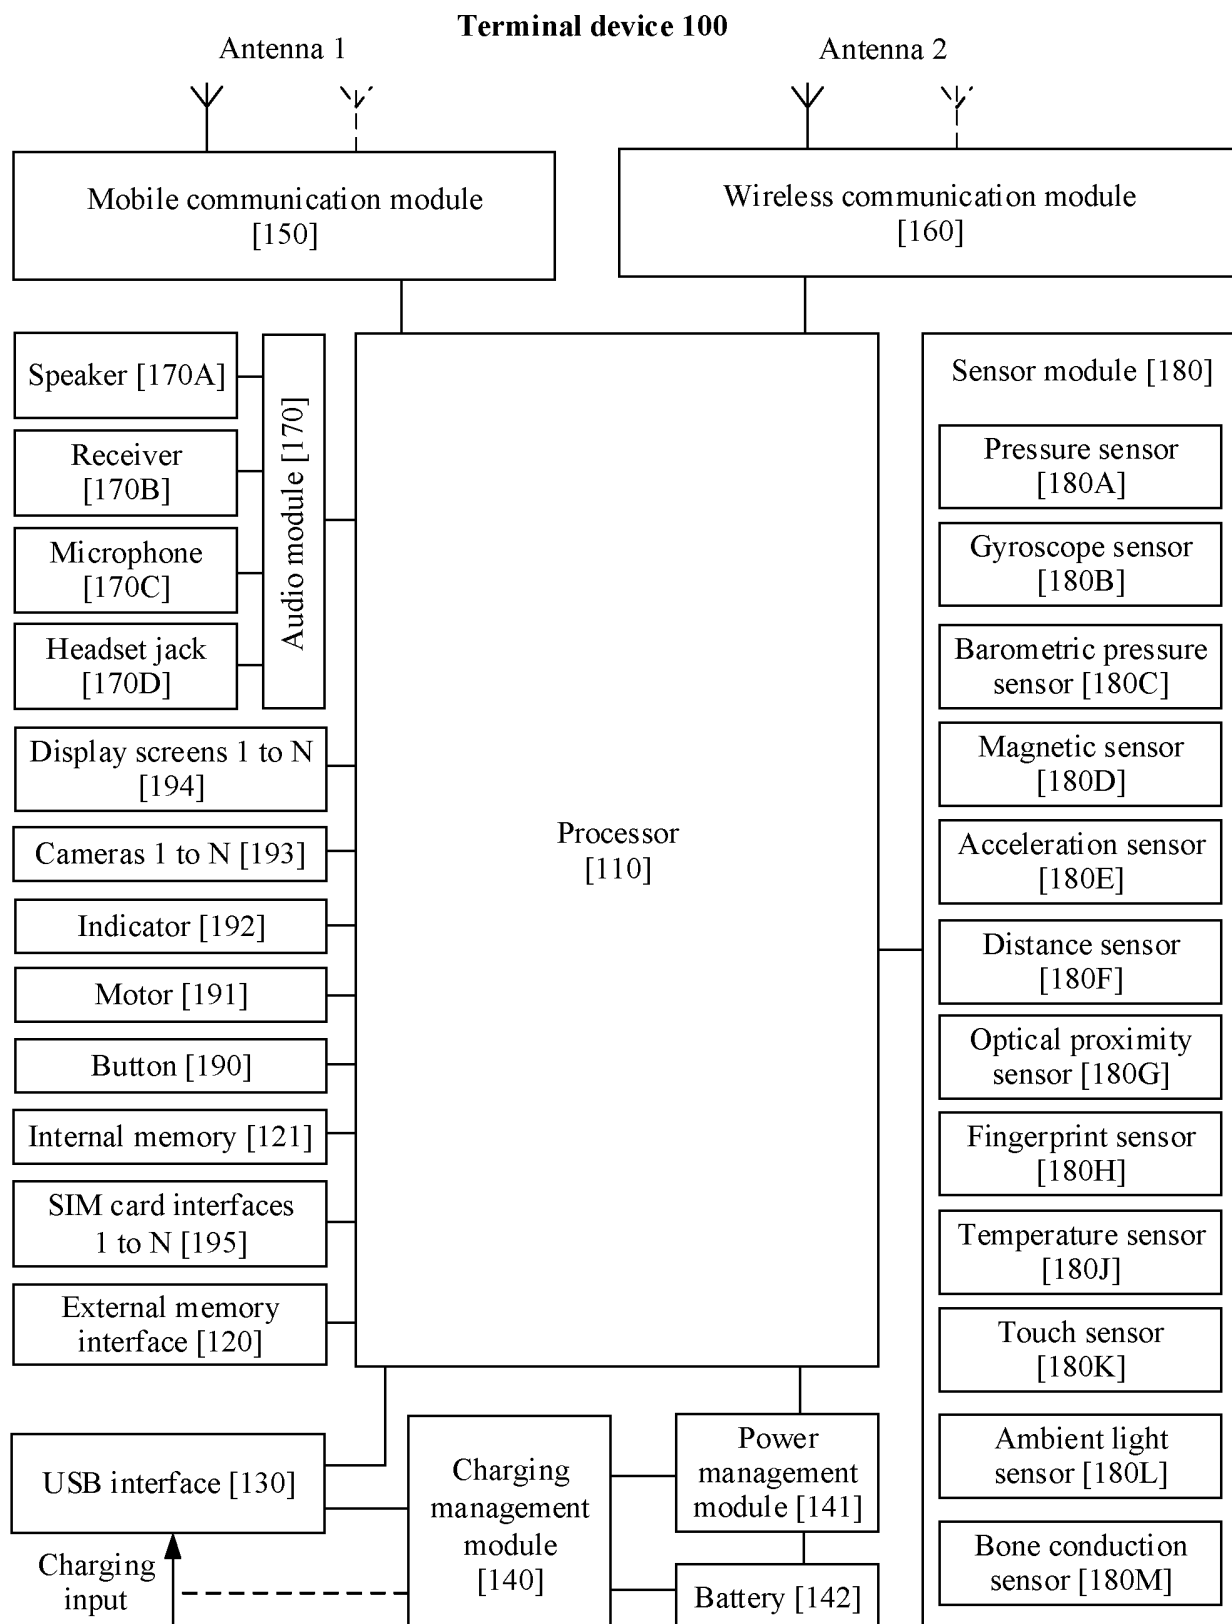 Terminal device 100
Antenna 1
Antenna 2
Mobile communication module
[150]
Wireless communication module
[160]
Speaker [170A]
Receiver
[170B]
Microphone
[170C]
Headset jack
[170D]
Audio module [170]
Display screens 1 to N
[194]
Cameras 1 to N [193]
Indicator [192]
Motor [191]
Button [190]
Internal memory [121]
SIM card interfaces
1 to N [195]
External memory
interface [120]
Processor
[110]
Sensor module [180]
Pressure sensor
[180A]
Gyroscope sensor
[180B]
Barometric pressure
sensor [180C]
Magnetic sensor
[180D]
Acceleration sensor
[180E]
Distance sensor
[180F]
Optical proximity
sensor [180G]
Fingerprint sensor
[180H]
Temperature sensor
[180J]
Touch sensor
[180K]
Ambient light
sensor [180L]
Bone conduction
sensor [180M]
USB interface [130]
Charging
input
Charging
management
module
[140]
Power
management
module [141]
Battery [142]